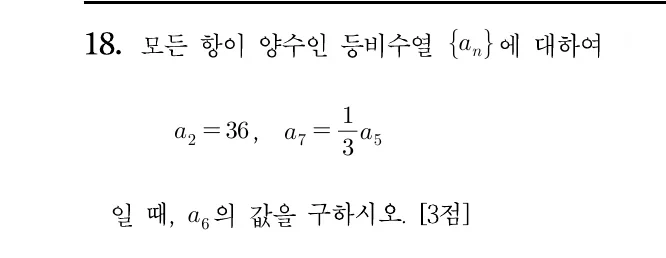 18. 모든 항이 양수인 등비수열 {aₙ}에 대하여
a₂ = 36, a₇ = 1/3 a₅
일 때, a₆의 값을 구하시오. [3점]